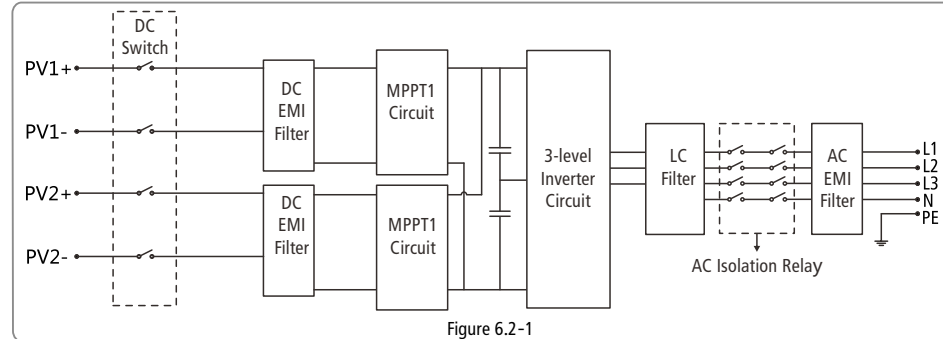 DC
Switch
PV1+
PV1-
PV2+
PV2-
DC
EMI
Filter
DC
EMI
Filter
MPPT1
Circuit
MPPT1
Circuit
3-level
Inverter
Circuit
LC
Filter
AC
EMI
Filter
L1
L2
L3
N
PE
AC Isolation Relay
Figure 6.2-1